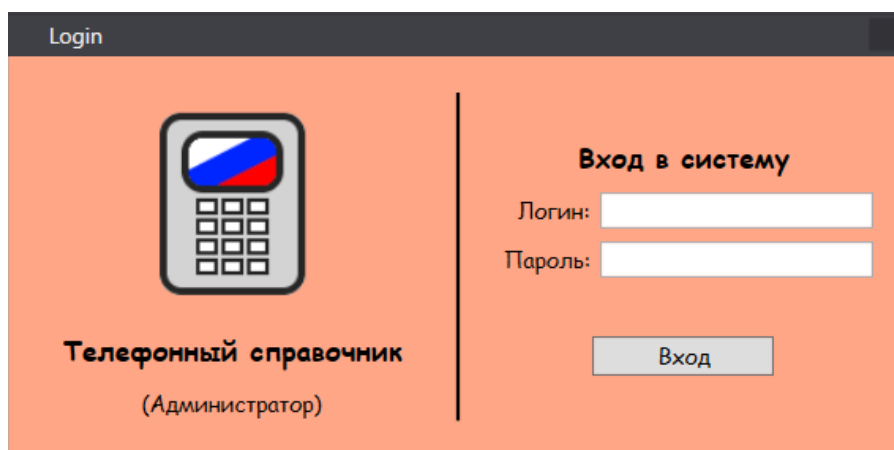 Login
Телефонный справочник
(Администратор)
Вход в систему
Логин:
Пароль:
Вход